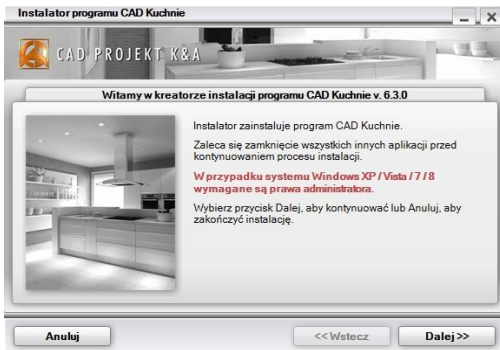 Instalator programu CAD Kuchnie
CAD PROJEKT K&A
Witamy w kreatorze instalacji programu CAD Kuchnie v. 6.3.0
Instalator zainstaluje program CAD Kuchnie.
Zaleca się zamknięcie wszystkich innych aplikacji przed
kontynuowaniem procesu instalacji.
W przypadku systemu Windows XP / Vista / 7 / 8
wymagane są prawa administratora.
Wybierz przycisk Dalej, aby kontynuować lub Anuluj, aby
zakończyć instalację.
Anuluj
<< Wstecz
Dalej >>